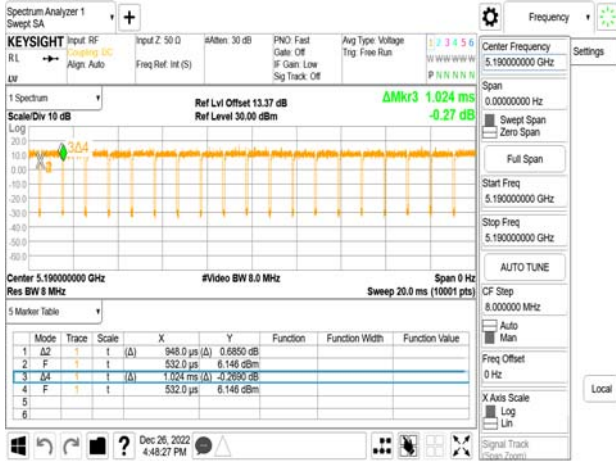 Spectrum Analyzer 1
Swept SA
Frequency
KEYSIGHT
RL
Input: RF
Coupling: DC
Align: Auto
Input Z: 50 Ω
Freq Ref: Int (S)
#Atten: 30 dB
PNO: Fast
Gate: Off
IF Gain: Low
Sig Track: Off
Avg Type: Voltage
Trig: Free Run
1 2 3 4 5 6
W W W W W W
P N N N N N
Settings
Center Frequency
5.190000000 GHz
Span
0.00000000 Hz
Swept Span
Zero Span
Full Span
Start Freq
5.190000000 GHz
Stop Freq
5.190000000 GHz
AUTO TUNE
CF Step
8.000000 MHz
Auto
Man
Freq Offset
0 Hz
X Axis Scale
Log
Lin
Signal Track
(Span Zoom)
Local
1 Spectrum
Scale/Div 10 dB
Ref Lvl Offset 13.37 dB
Ref Level 30.00 dBm
ΔMkr3 1.024 ms
-0.27 dB
Log
20.0
10.0
0.00
-10.0
-20.0
-30.0
-40.0
-50.0
-60.0
3Δ4
Center 5.190000000 GHz
Res BW 8 MHz
#Video BW 8.0 MHz
Span 0 Hz
Sweep 20.0 ms (10001 pts)
5 Marker Table
Mode Trace Scale X Y Function Function Width Function Value
1 Δ2 1 t (Δ) 948.0 µs (Δ) 0.6850 dB
2 F 1 t 532.0 µs 6.146 dBm
3 Δ4 1 t (Δ) 1.024 ms (Δ) -0.2690 dB
4 F 1 t 532.0 µs 6.146 dBm
5
6
?
Dec 26, 2022
4:48:27 PM